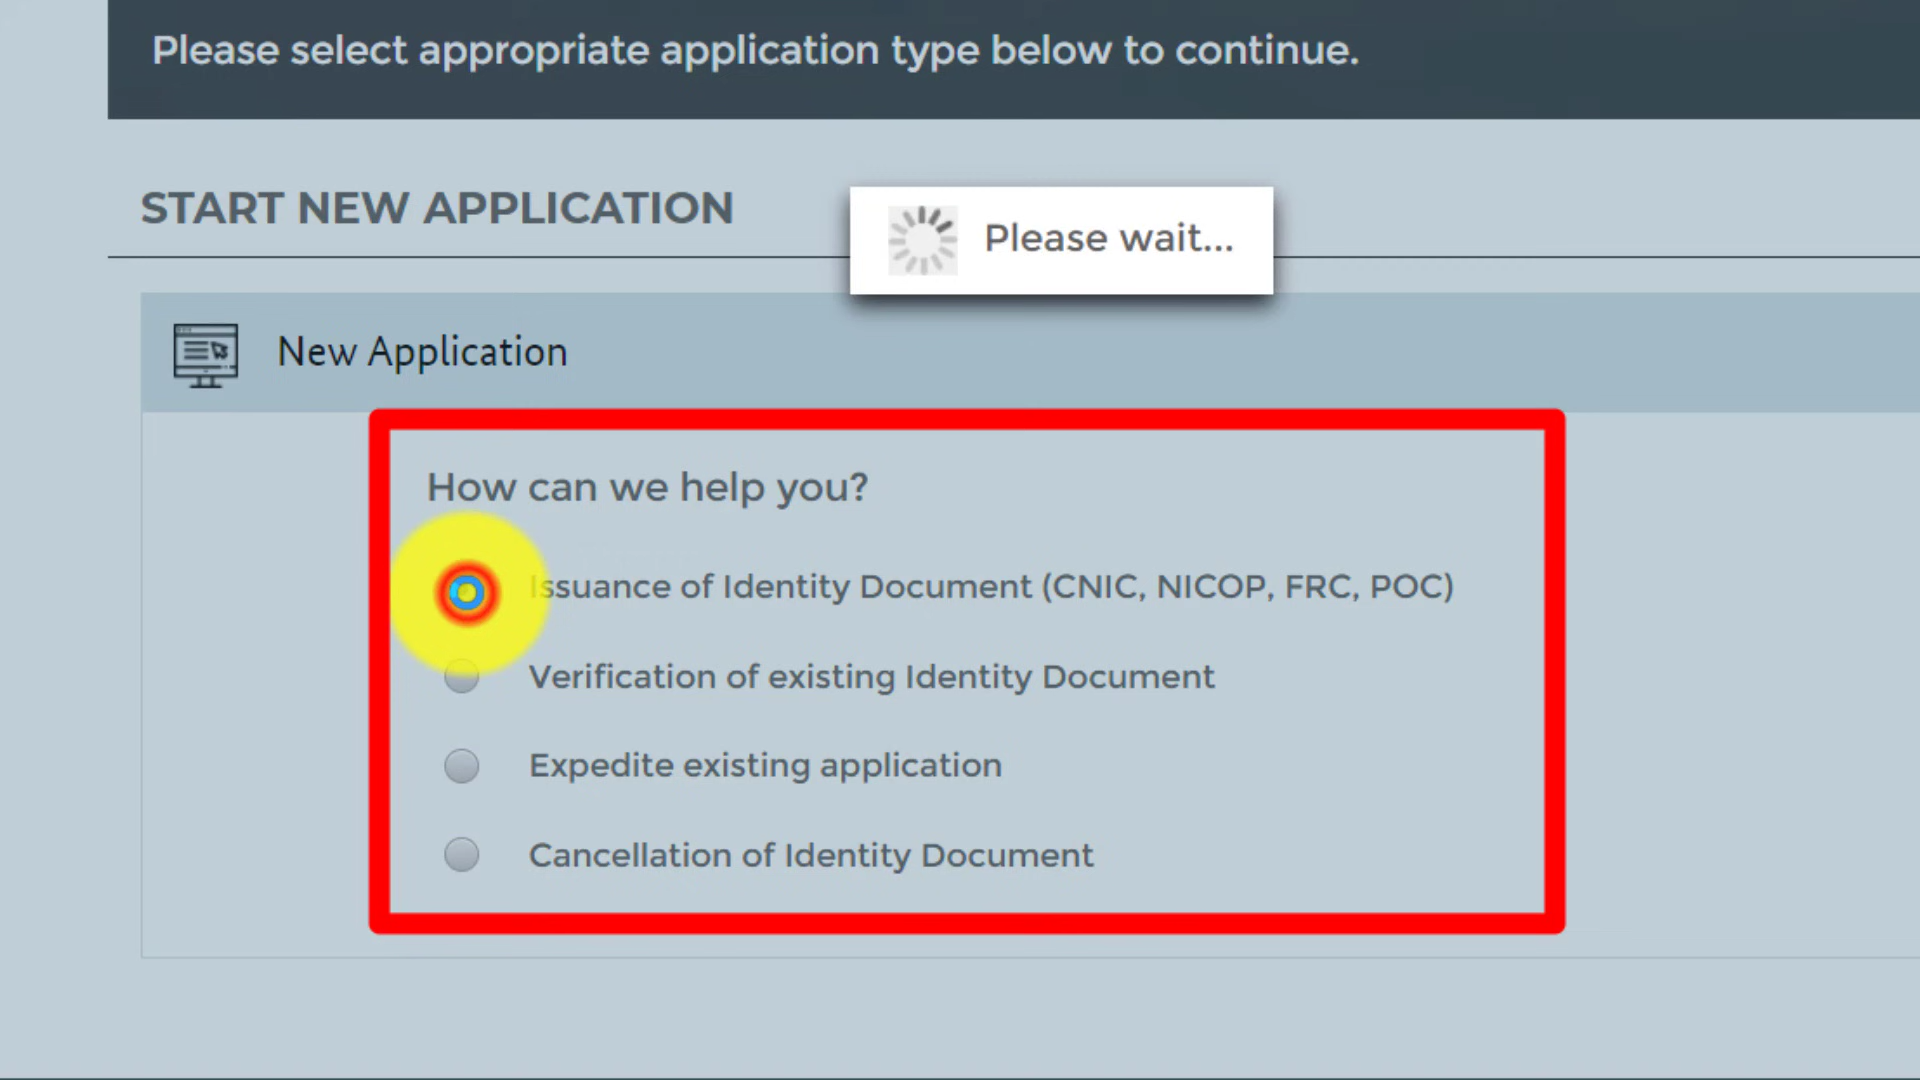 Please select appropriate application type below to continue.
START NEW APPLICATION
Please wait...
New Application
How can we help you?
Issuance of Identity Document (CNIC, NICOP, FRC, POC)
Verification of existing Identity Document
Expedite existing application
Cancellation of Identity Document